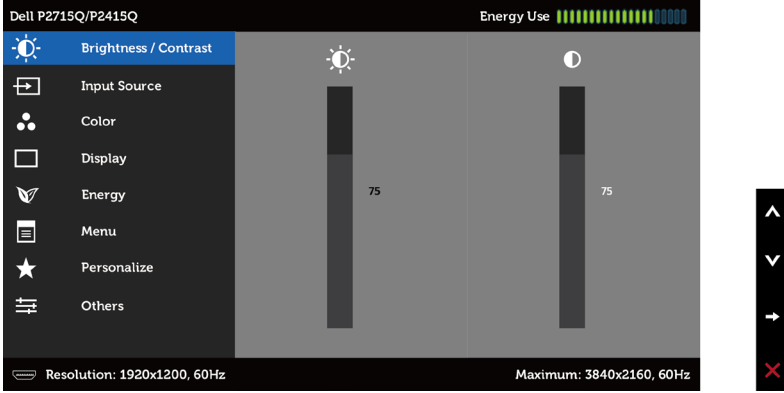 Dell P2715Q/P2415Q
Energy Use
Brightness / Contrast
Input Source
Color
Display
Energy
Menu
Personalize
Others
75
75
Resolution: 1920x1200, 60Hz
Maximum: 3840x2160, 60Hz